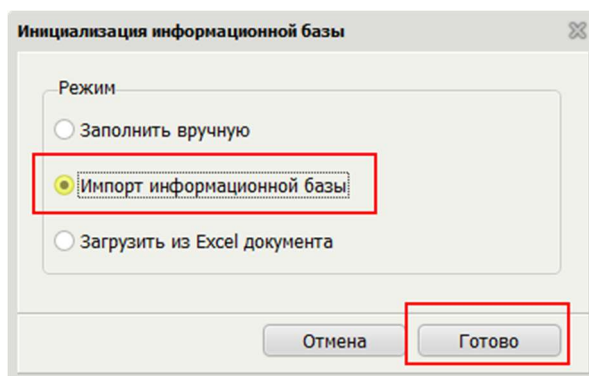 Инициализация информационной базы
Режим
Заполнить вручную
Импорт информационной базы
Загрузить из Excel документа
Отмена
Готово